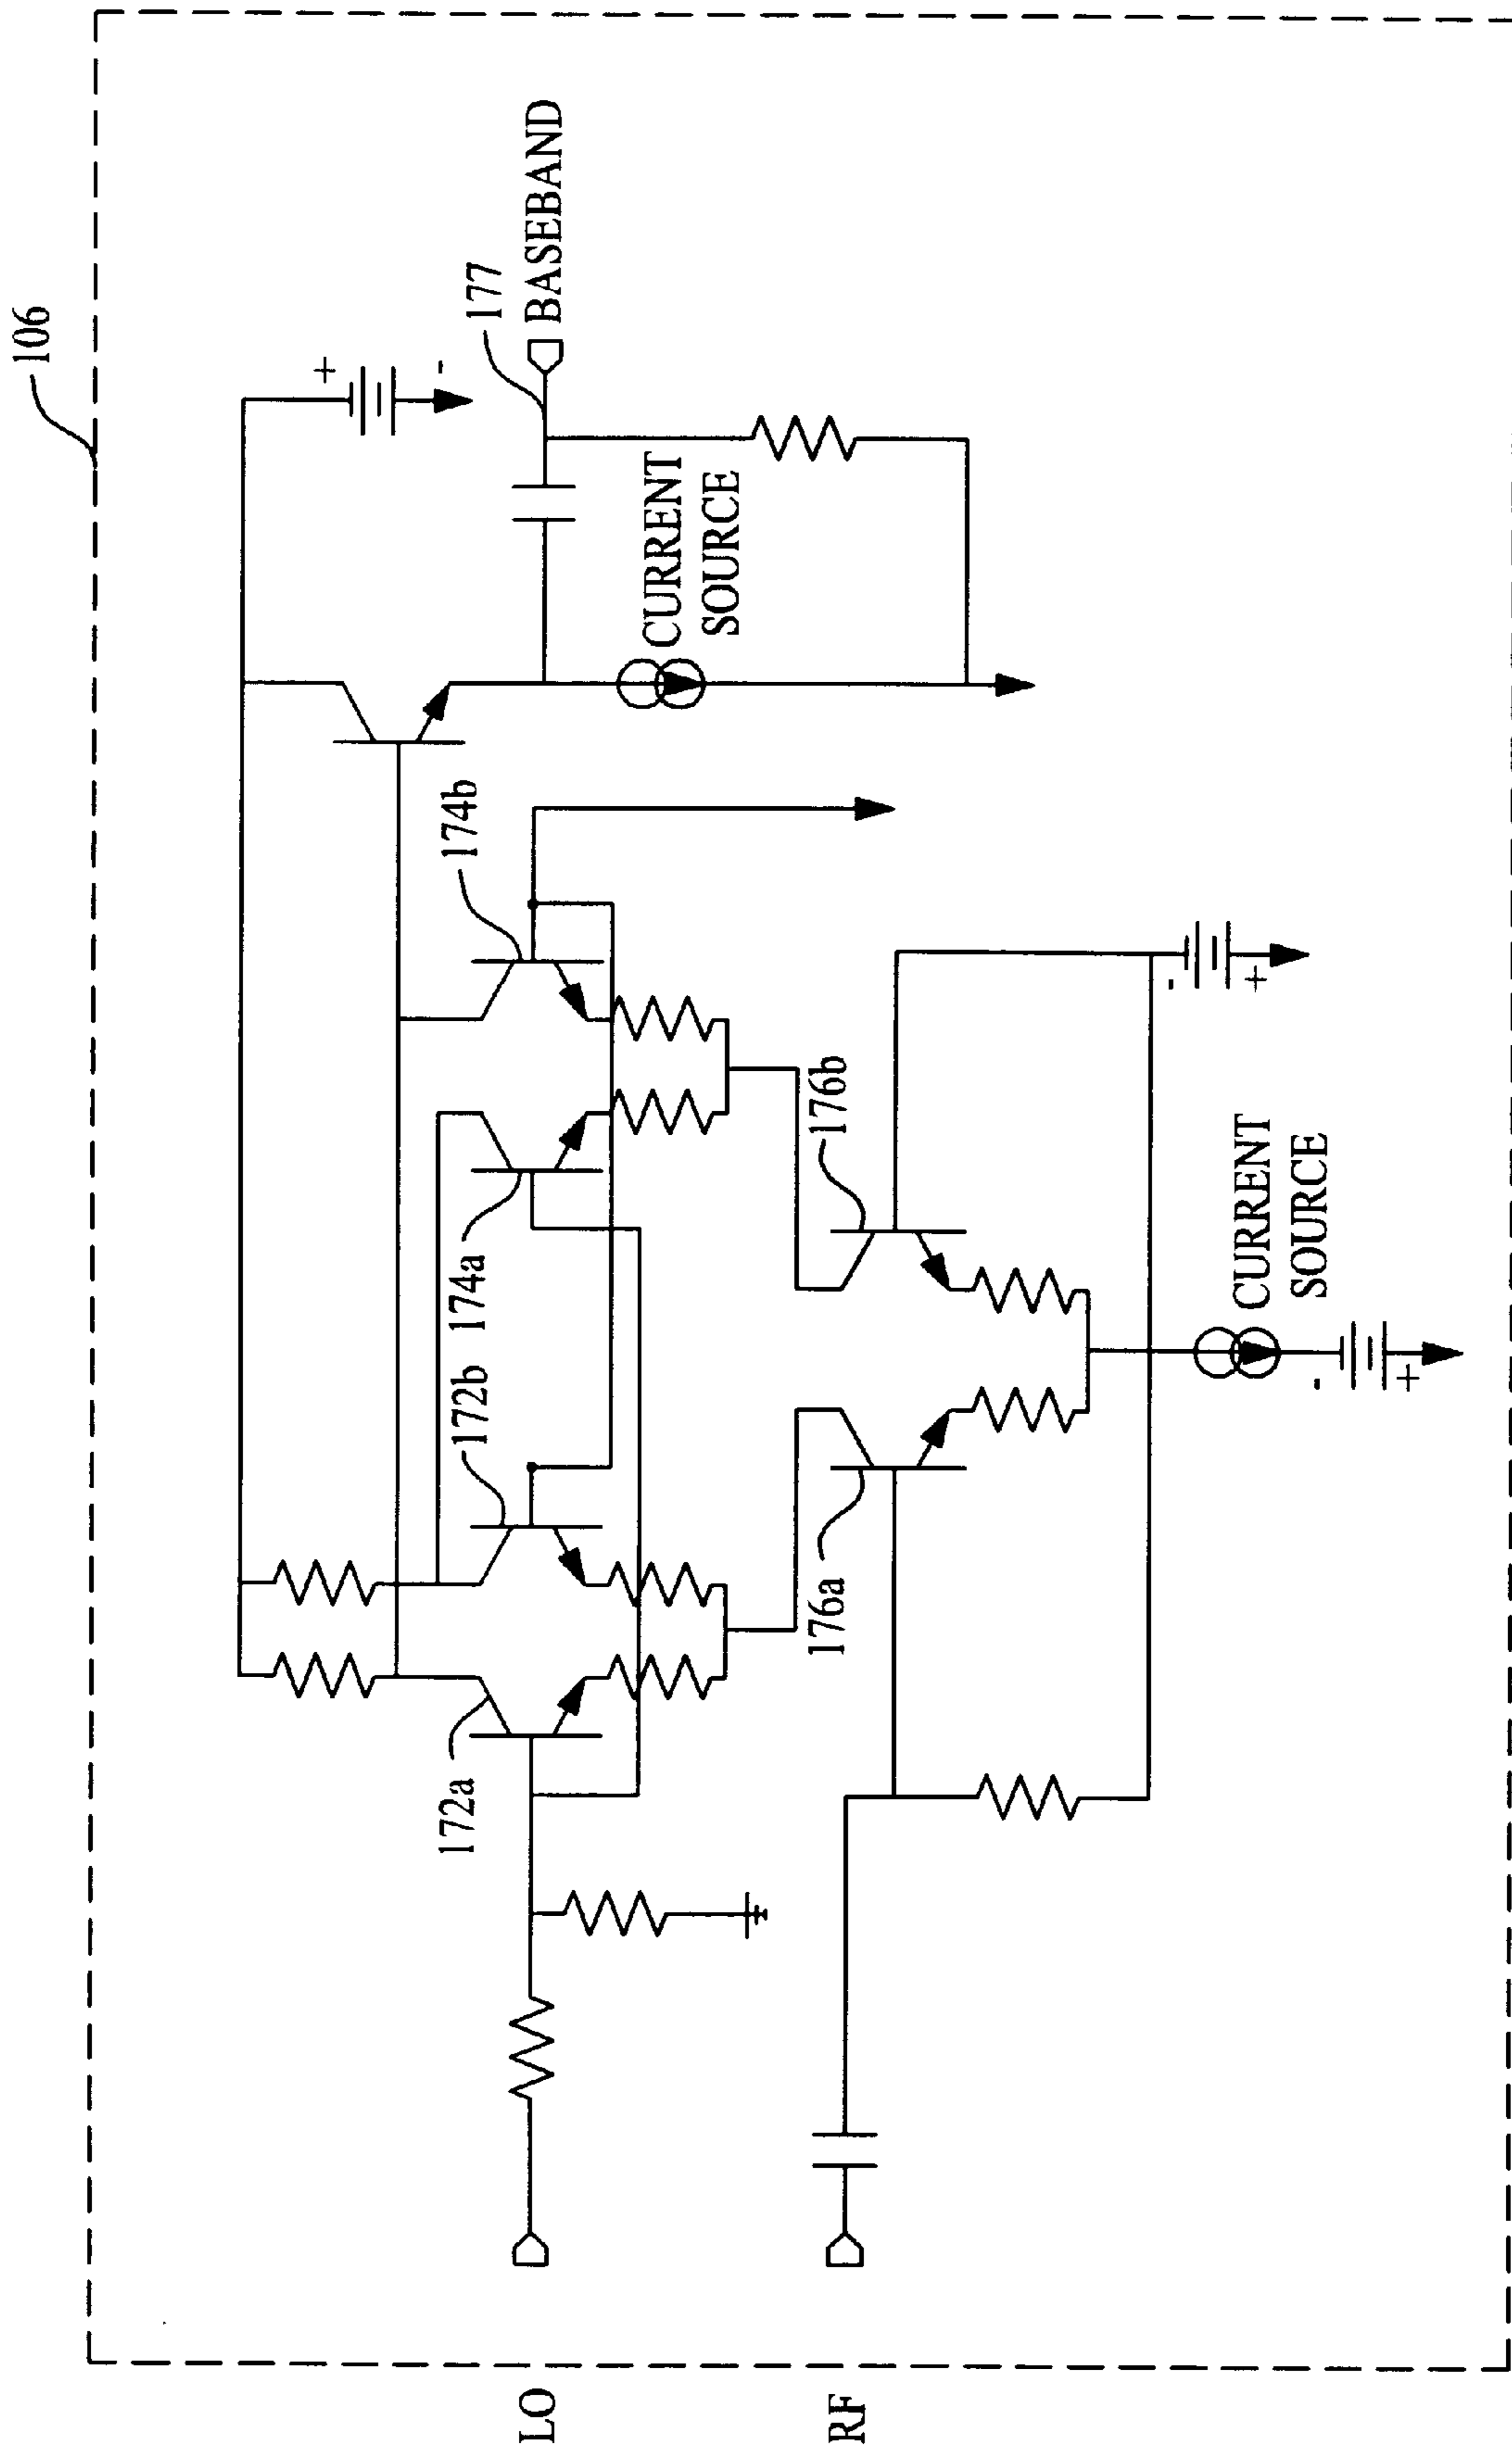 106
+
-
177
BASEBAND
CURRENT
SOURCE
174b
174a
172b
172a
176b
176a
-
+
CURRENT
SOURCE
-
+
LO
RF